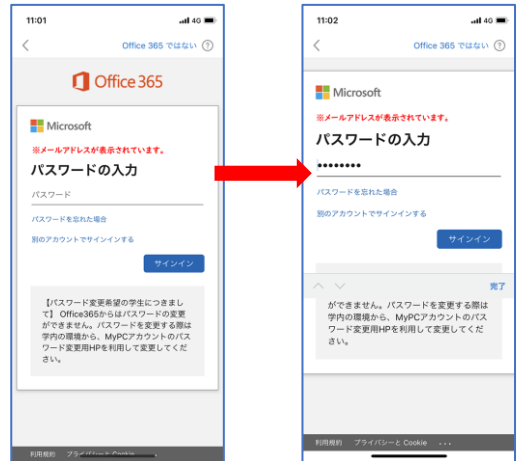 11:01
4G
Office 365 ではない ?
Office 365
Microsoft
※メールアドレスが表示されています。
パスワードの入力
パスワード
パスワードを忘れた場合
別のアカウントでサインインする
サインイン
【パスワード変更希望の学生につきまし
て】 Office365からはパスワードの変更
ができません。パスワードを変更する際は
学内の環境から、MyPCアカウントのパス
ワード変更用HPを利用して変更してくだ
さい。
利用規約 プライバシーと Cookie
11:02
4G
Office 365 ではない ?
Microsoft
※メールアドレスが表示されています。
パスワードの入力
••••••••
パスワードを忘れた場合
別のアカウントでサインインする
サインイン
完了
ができません。パスワードを変更する際は
学内の環境から、MyPCアカウントのパス
ワード変更用HPを利用して変更してくだ
さい。
利用規約 プライバシーと Cookie ...